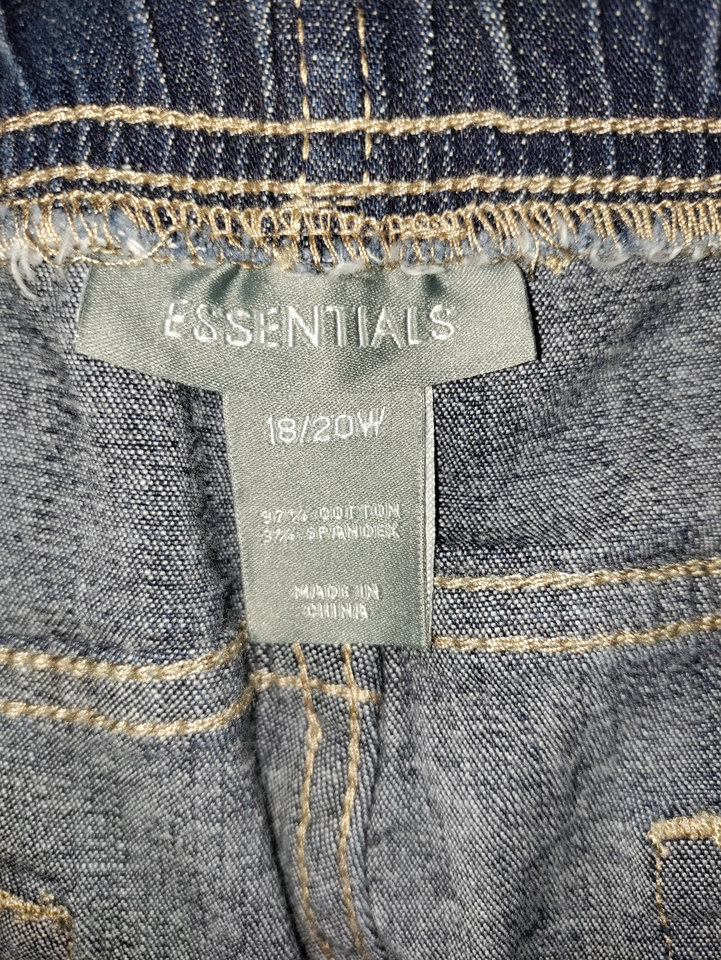 ESSENTIALS
18/20W
97% COTTON
3% SPANDEX
MADE IN
CHINA